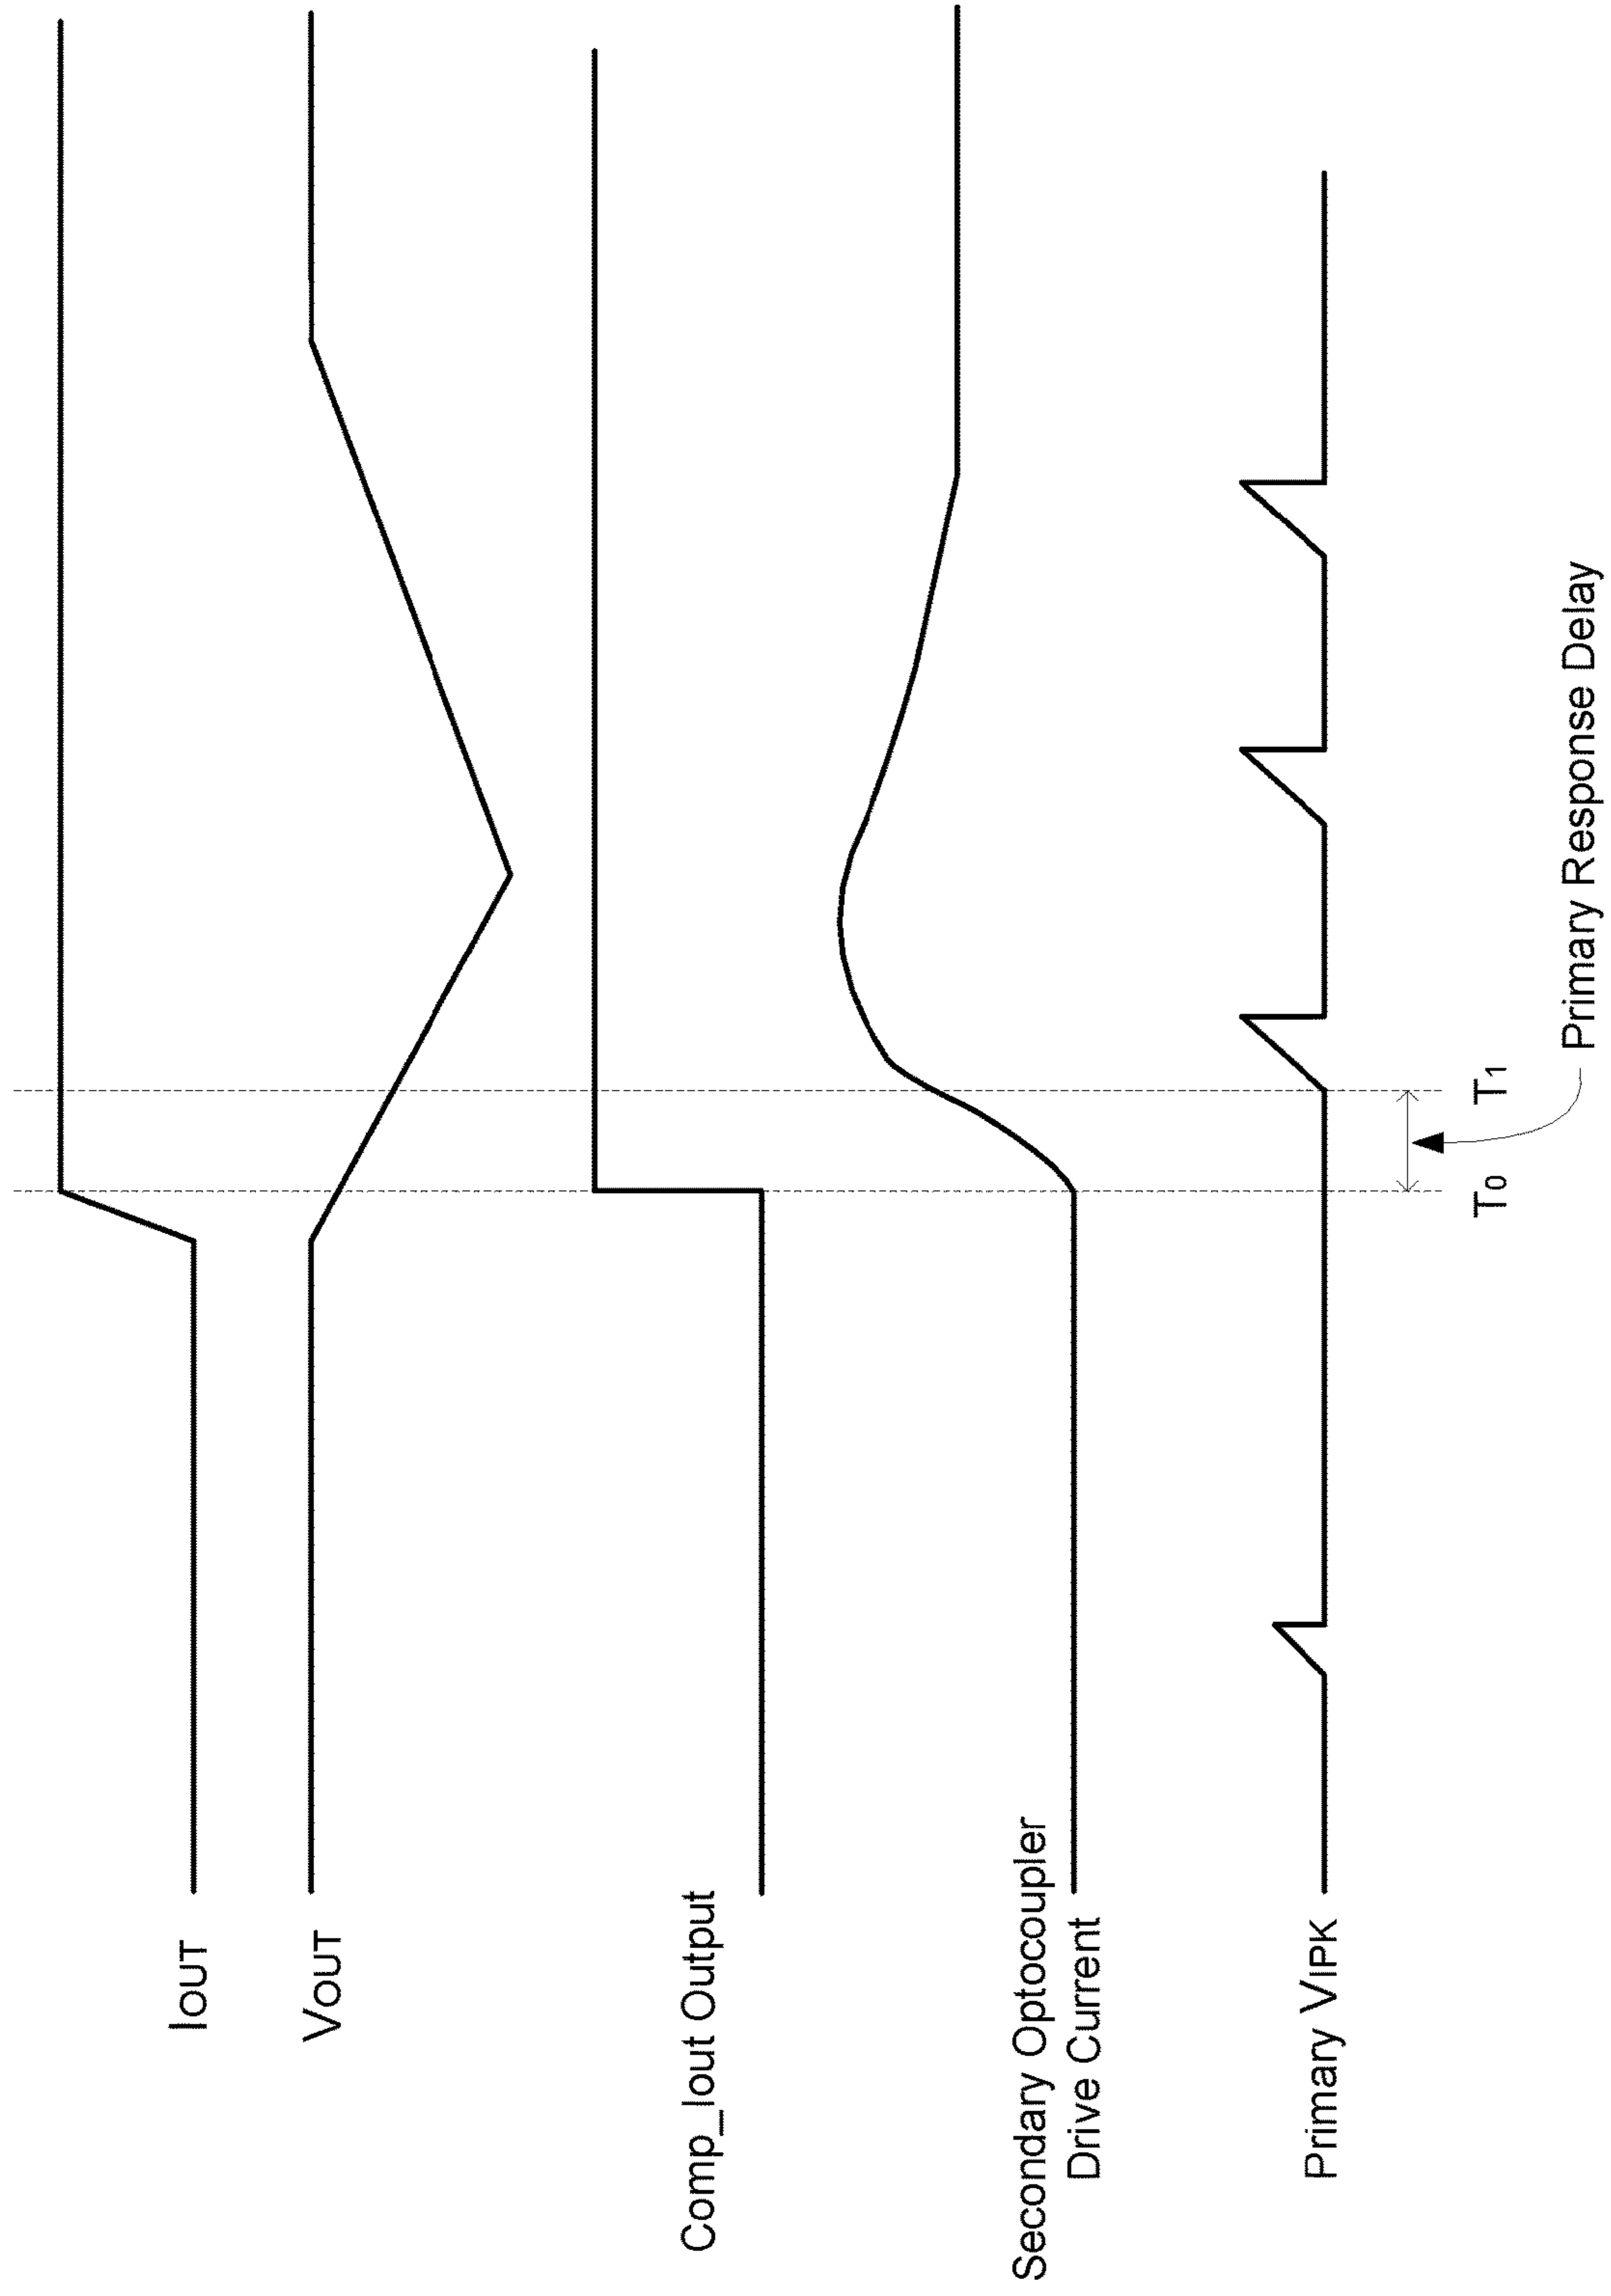 IOUT
VOUT
Comp_Iout Output
Secondary Optocoupler
Drive Current
Primary VIPK
T0
T1
Primary Response Delay